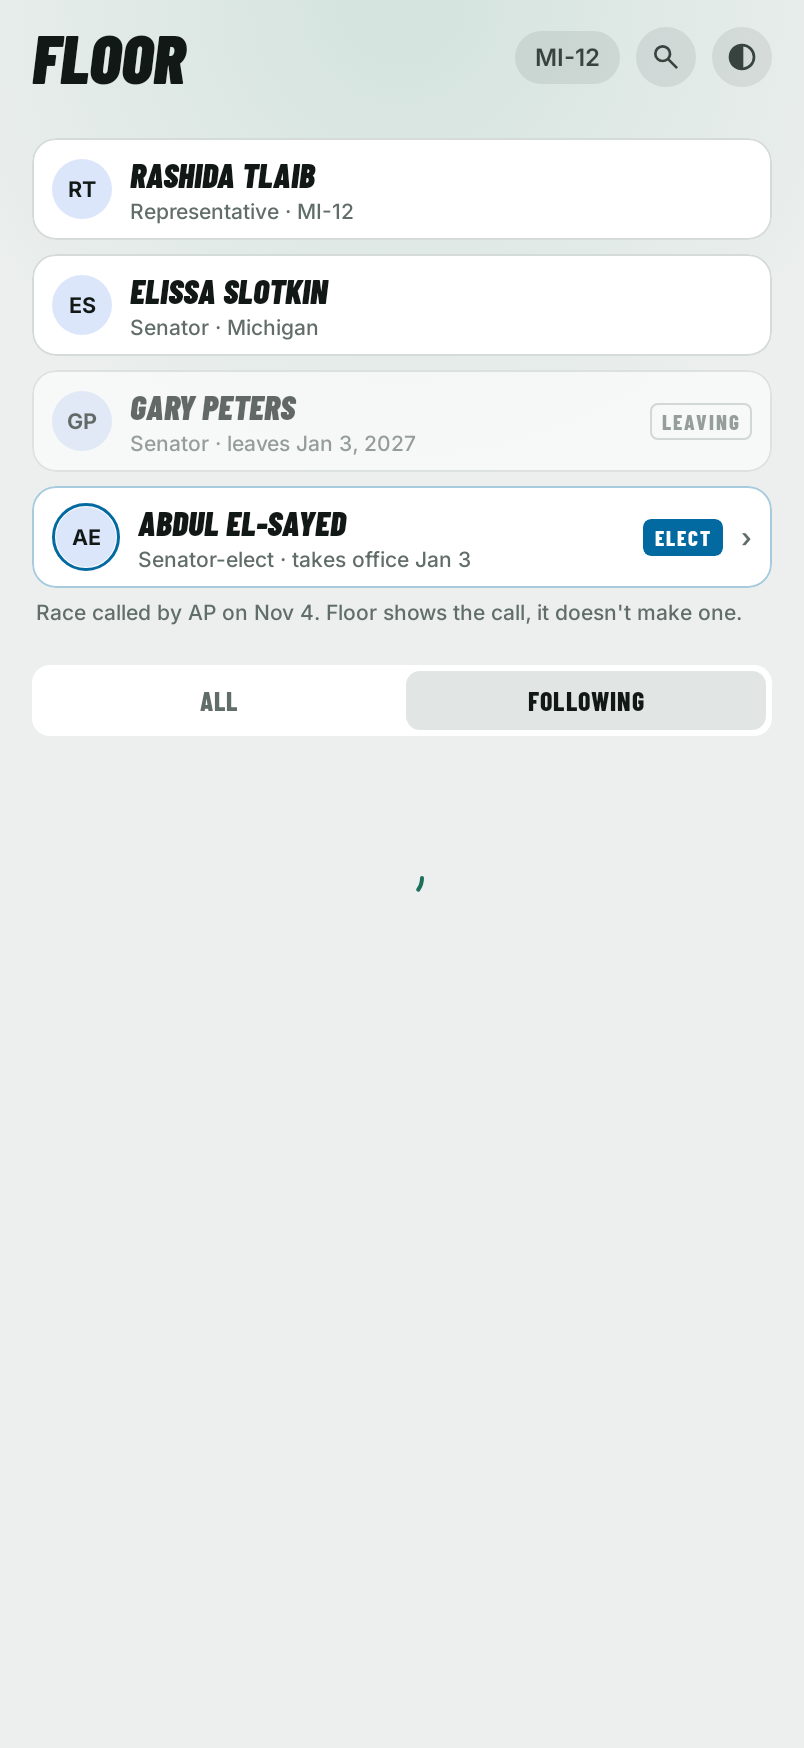 FLOOR
MI-12
RT
RASHIDA TLAIB
Representative · MI-12
ES
ELISSA SLOTKIN
Senator · Michigan
GP
GARY PETERS
Senator · leaves Jan 3, 2027
LEAVING
AE
ABDUL EL-SAYED
Senator-elect · takes office Jan 3
ELECT
Race called by AP on Nov 4. Floor shows the call, it doesn't make one.
ALL
FOLLOWING